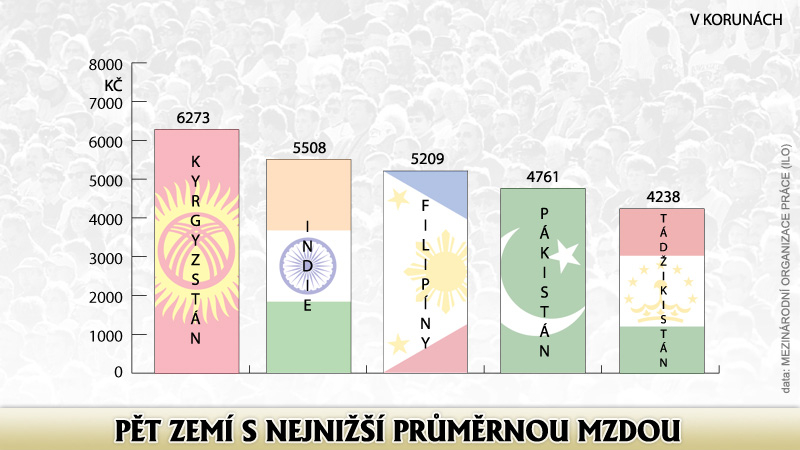 V KORUNÁCH
8000
KČ
7000
6000
5000
4000
3000
2000
1000
0
6273
KYRGYZSTÁN
5508
INDIE
5209
FILIPÍNY
4761
PÁKISTÁN
4238
TÁDŽIKISTÁN
data: MEZINÁRODNÍ ORGANIZACE PRÁCE (ILO)
PĚT ZEMÍ S NEJNIŽŠÍ PRŮMĚRNOU MZDOU